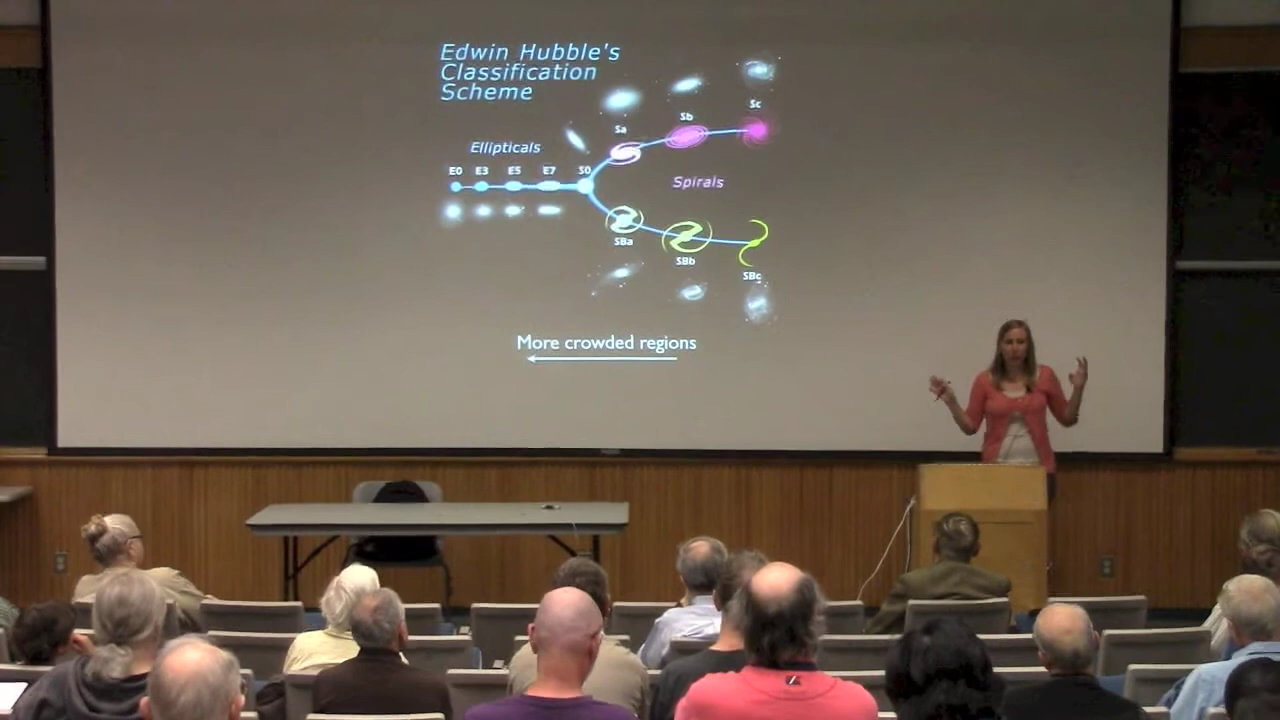 Edwin Hubble's
Classification
Scheme
Sa
Sb
Sc
Ellipticals
E0 E3 E5 E7 S0
Spirals
SBa
SBb
SBc
More crowded regions